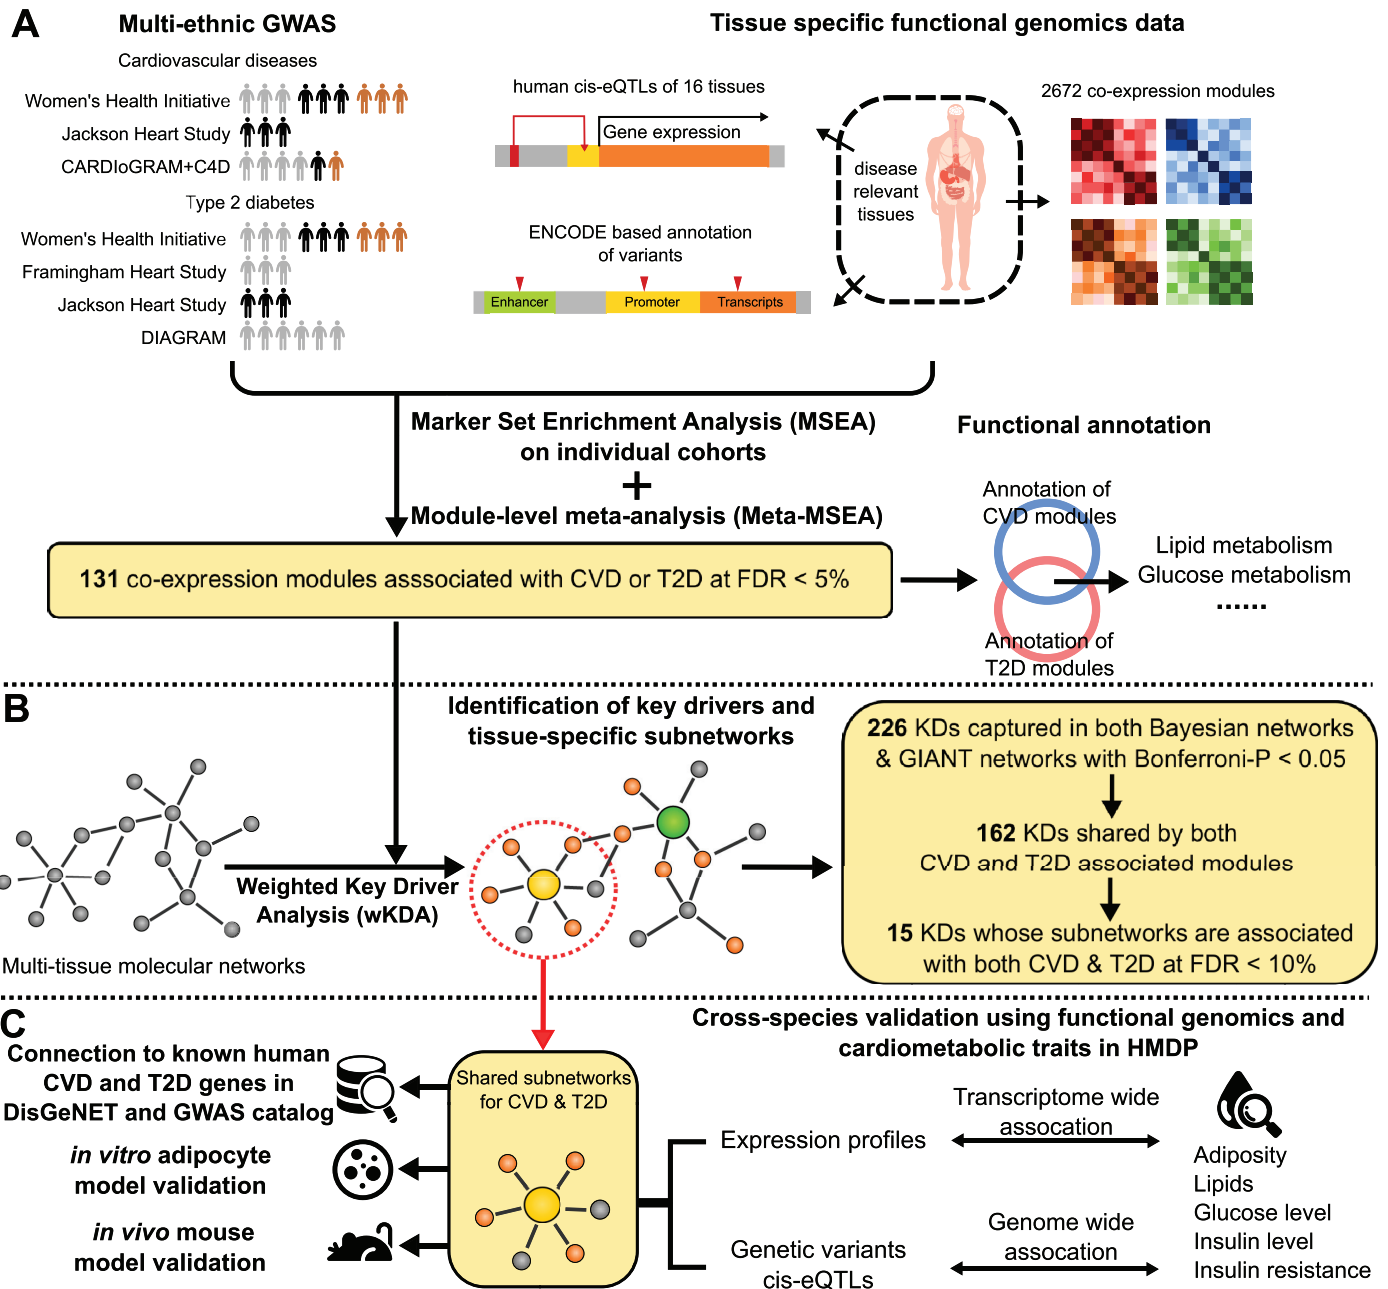 A
Multi-ethnic GWAS
Cardiovascular diseases
Women's Health Initiative
Jackson Heart Study
CARDIoGRAM+C4D
Type 2 diabetes
Women's Health Initiative
Framingham Heart Study
Jackson Heart Study
DIAGRAM
Tissue specific functional genomics data
human cis-eQTLs of 16 tissues
Gene expression
ENCODE based annotation
of variants
Enhancer
Promoter
Transcripts
disease
relevant
tissues
2672 co-expression modules
Marker Set Enrichment Analysis (MSEA)
on individual cohorts
+
Module-level meta-analysis (Meta-MSEA)
131 co-expression modules asssociated with CVD or T2D at FDR < 5%
Functional annotation
Annotation of
CVD modules
Annotation of
T2D modules
Lipid metabolism
Glucose metabolism
......
B
Multi-tissue molecular networks
Weighted Key Driver
Analysis (wKDA)
Identification of key drivers and
tissue-specific subnetworks
226 KDs captured in both Bayesian networks
& GIANT networks with Bonferroni-P < 0.05
162 KDs shared by both
CVD and T2D associated modules
15 KDs whose subnetworks are associated
with both CVD & T2D at FDR < 10%
C
Connection to known human
CVD and T2D genes in
DisGeNET and GWAS catalog
in vitro adipocyte
model validation
in vivo mouse
model validation
Shared subnetworks
for CVD & T2D
Cross-species validation using functional genomics and
cardiometabolic traits in HMDP
Expression profiles
Transcriptome wide
assocation
Genetic variants
cis-eQTLs
Genome wide
assocation
Adiposity
Lipids
Glucose level
Insulin level
Insulin resistance